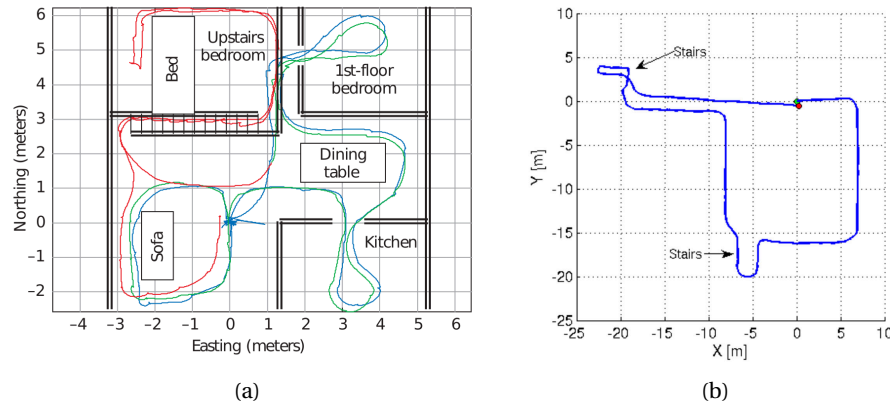 6
5
4
3
2
1
0
−1
−2
Northing (meters)
Bed
Upstairs
bedroom
1st-floor
bedroom
Dining
table
Sofa
Kitchen
−4 −3 −2 −1 0 1 2 3 4 5 6
Easting (meters)
(a)
10
5
0
-5
-10
-15
-20
-25
Y [m]
Stairs
Stairs
-25 -20 -15 -10 -5 0 5 10
X [m]
(b)